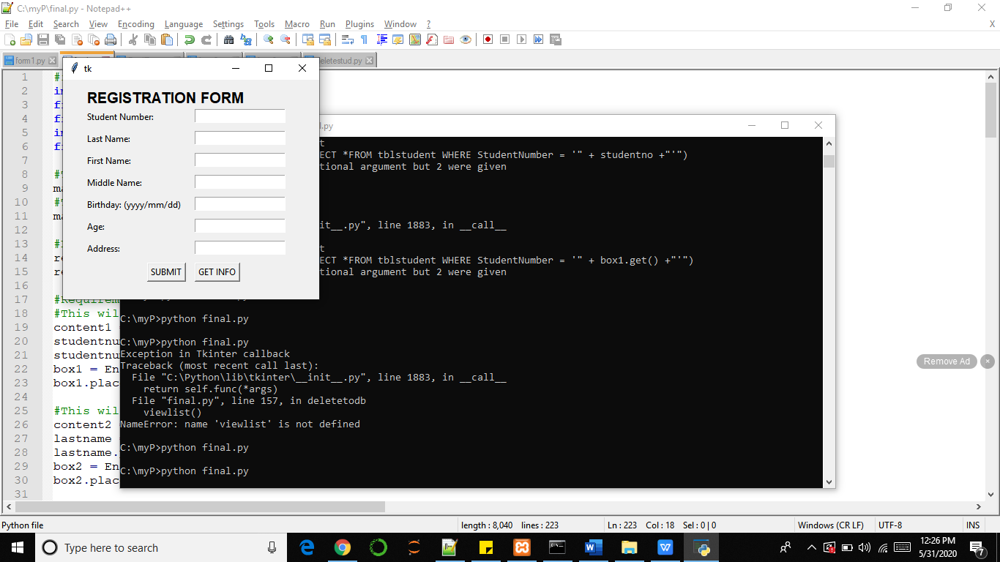 C:\myP\final.py - Notepad++
File Edit Search View Encoding Language Settings Tools Macro Run Plugins Window ? X
form1.py
deletestud.py
tk
REGISTRATION FORM
Student Number:
Last Name:
First Name:
Middle Name:
Birthday: (yyyy/mm/dd)
Age:
Address:
SUBMIT GET INFO
.py
t
ECT *FROM tblstudent WHERE StudentNumber = '" + studentno +"'")
tional argument but 2 were given
it__.py", line 1883, in __call__
t
ECT *FROM tblstudent WHERE StudentNumber = '" + box1.get() +"'")
tional argument but 2 were given
C:\myP>python final.py
C:\myP>python final.py
Exception in Tkinter callback
Traceback (most recent call last):
File "C:\Python\lib\tkinter\__init__.py", line 1883, in __call__
return self.func(*args)
File "final.py", line 157, in deletetodb
viewlist()
NameError: name 'viewlist' is not defined
C:\myP>python final.py
C:\myP>python final.py
1 #
2 in
3 f
4 f
5 in
6 f
7
8 #
9 ma
10 #
11 ma
12
13 #
14 re
15 re
16
17 #Requirem
18 #This wil
19 content1
20 studentnu
21 studentnu
22 box1 = En
23 box1.plac
24
25 #This wil
26 content2
27 lastname
28 lastname.
29 box2 = En
30 box2.plac
31
Remove Ad ×
Python file length : 8,040 lines : 223 Ln : 223 Col : 18 Sel : 0 | 0 Windows (CR LF) UTF-8 INS
Type here to search
12:26 PM
5/31/2020
7